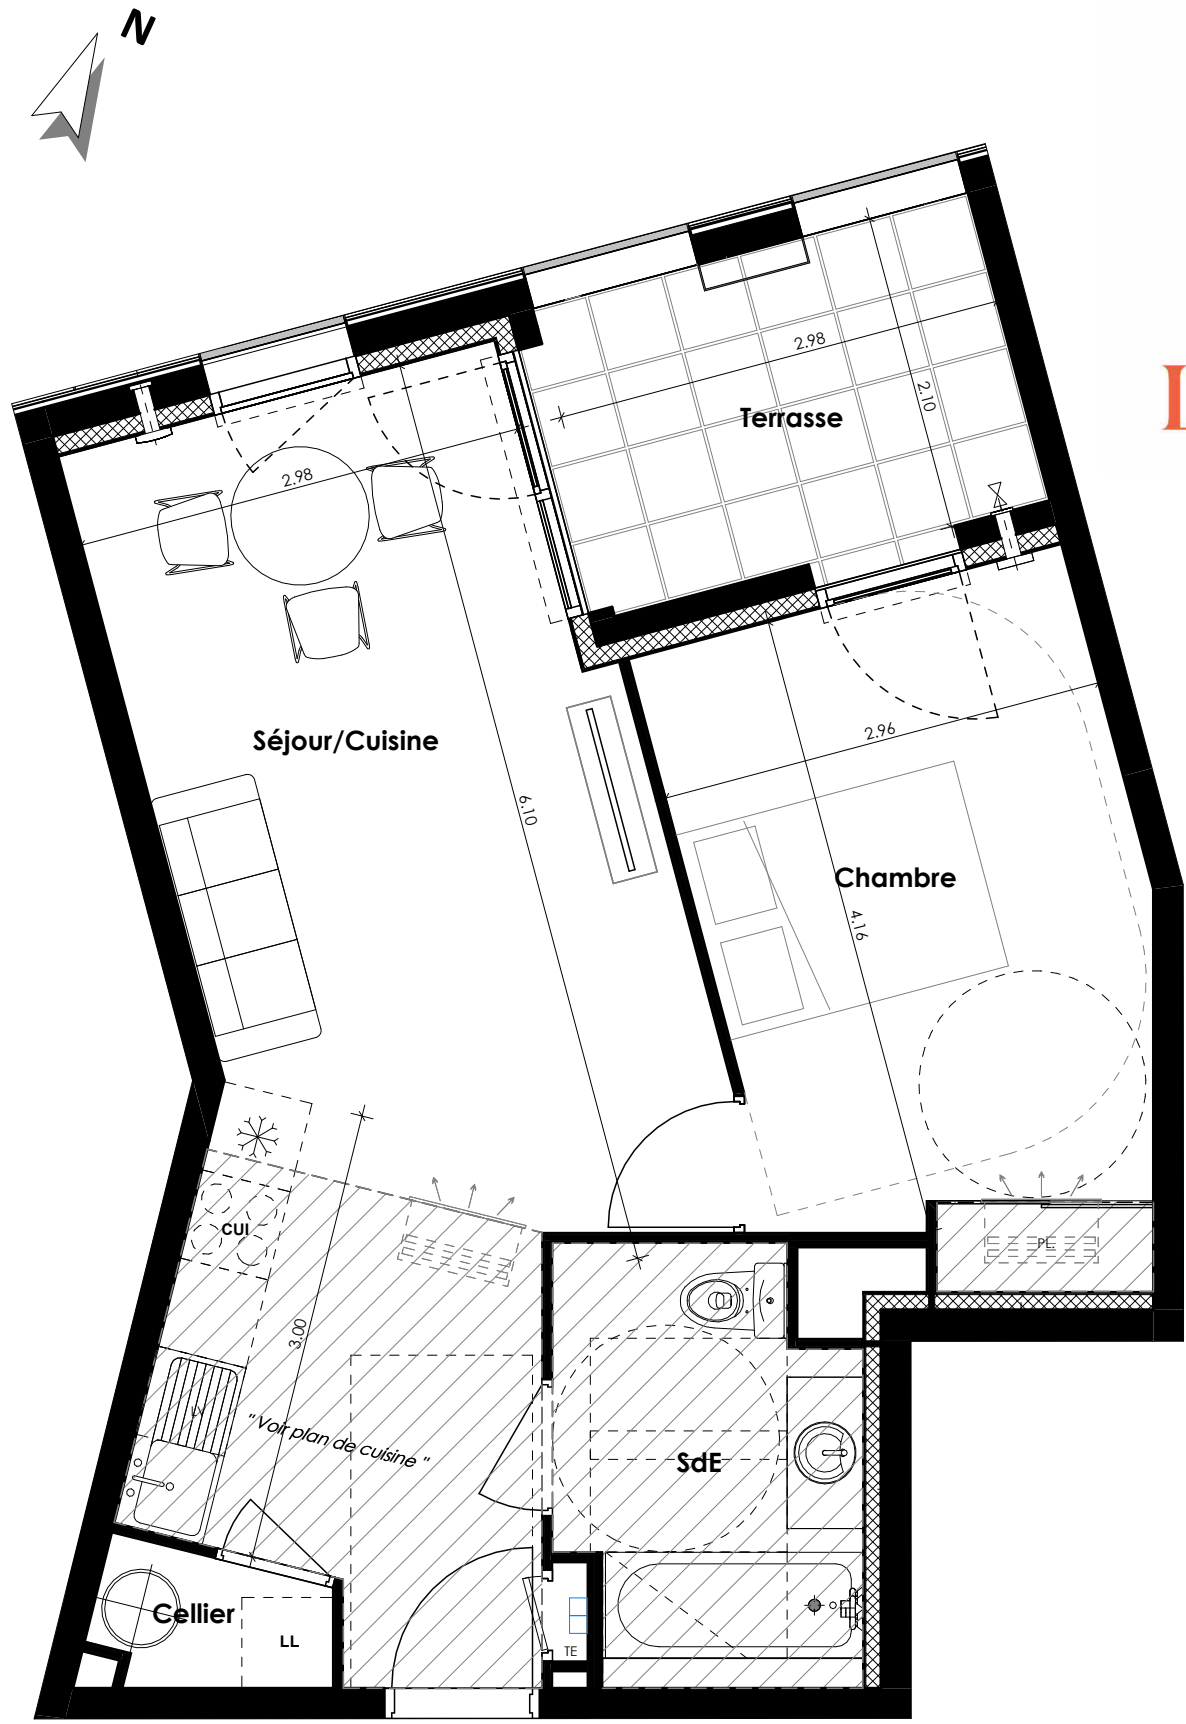 N
2.98
Terrasse
2.10
2.98
Séjour/Cuisine
2.96
6.10
Chambre
4.16
CUI
PL.
3.00
LV
"Voir plan de cuisine"
SdE
Cellier
LL
TE